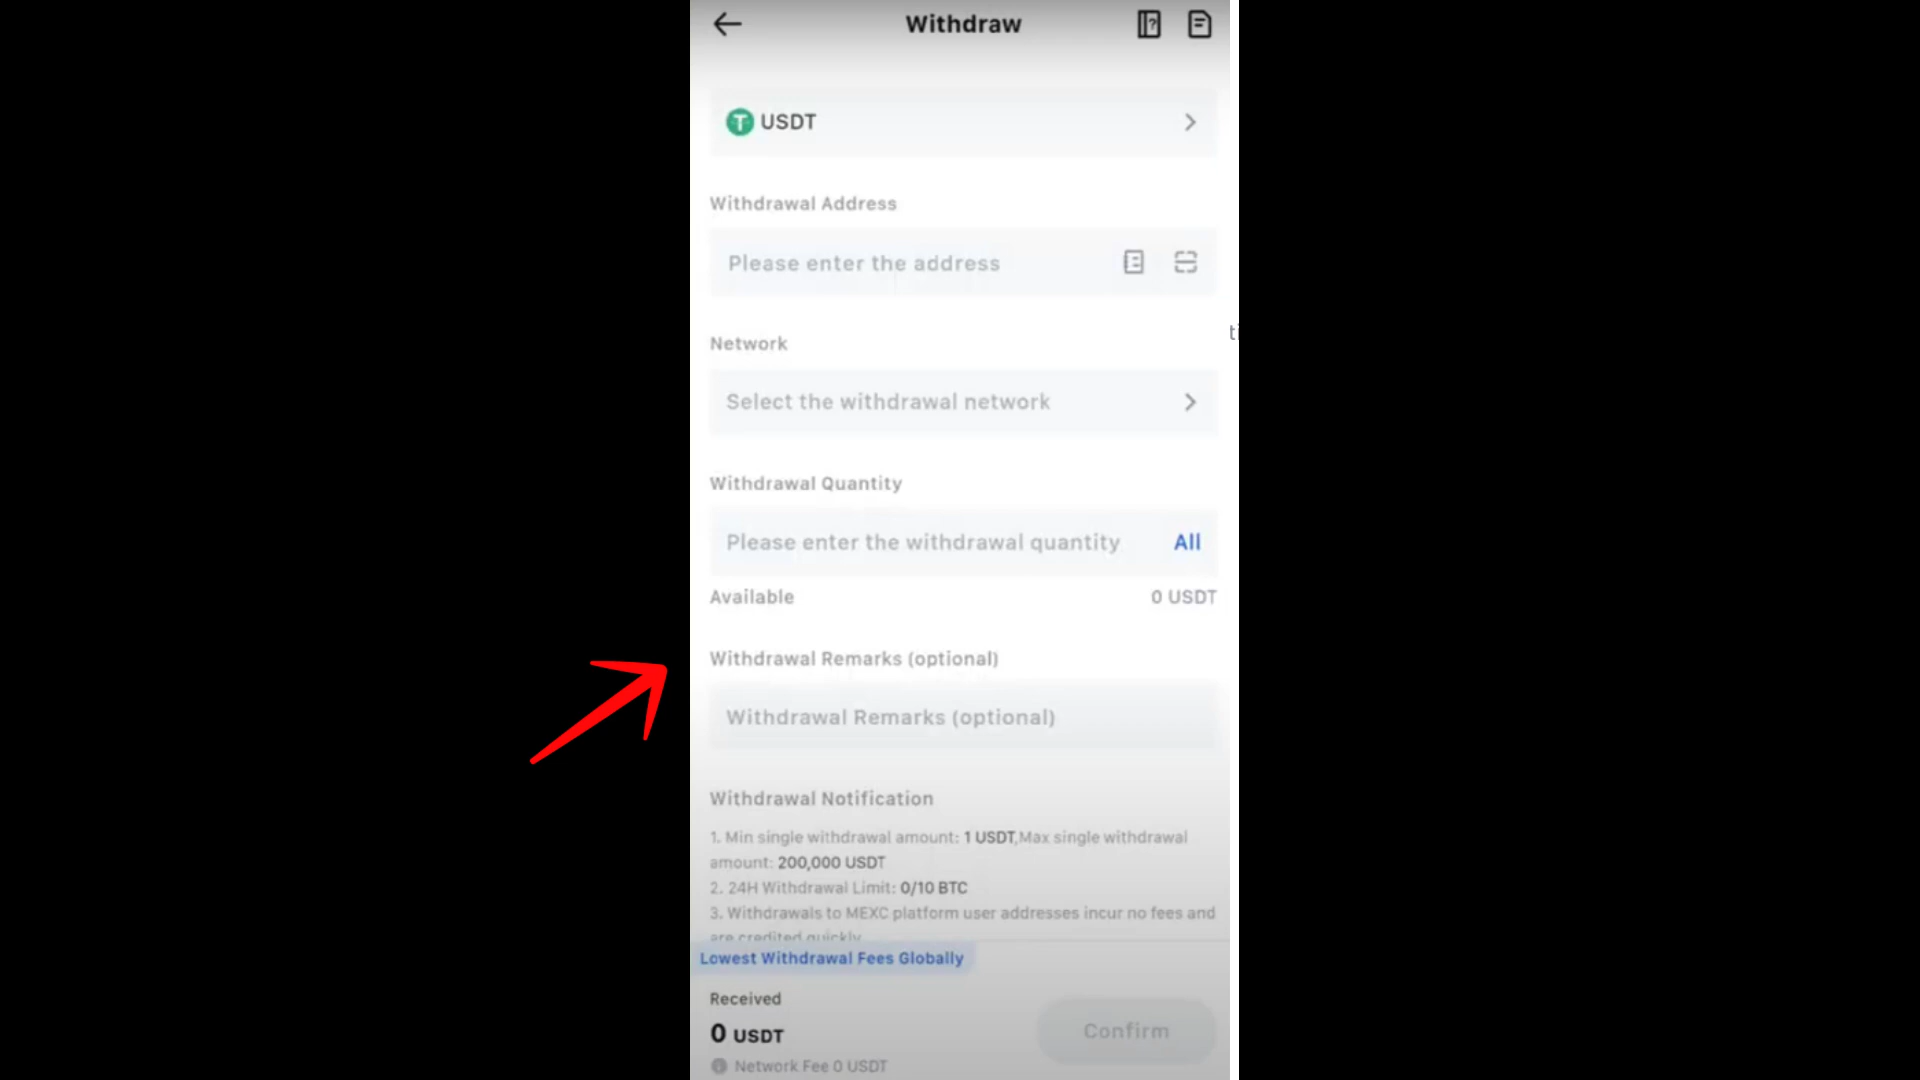 Withdraw
USDT
Withdrawal Address
Please enter the address
Network
Select the withdrawal network
Withdrawal Quantity
Please enter the withdrawal quantity All
Available 0 USDT
Withdrawal Remarks (optional)
Withdrawal Remarks (optional)
Withdrawal Notification
1. Min single withdrawal amount: 1 USDT,Max single withdrawal
amount: 200,000 USDT
2. 24H Withdrawal Limit: 0/10 BTC
3. Withdrawals to MEXC platform user addresses incur no fees and
are credited quickly
Lowest Withdrawal Fees Globally
Received
0 USDT
Confirm
Network Fee 0 USDT